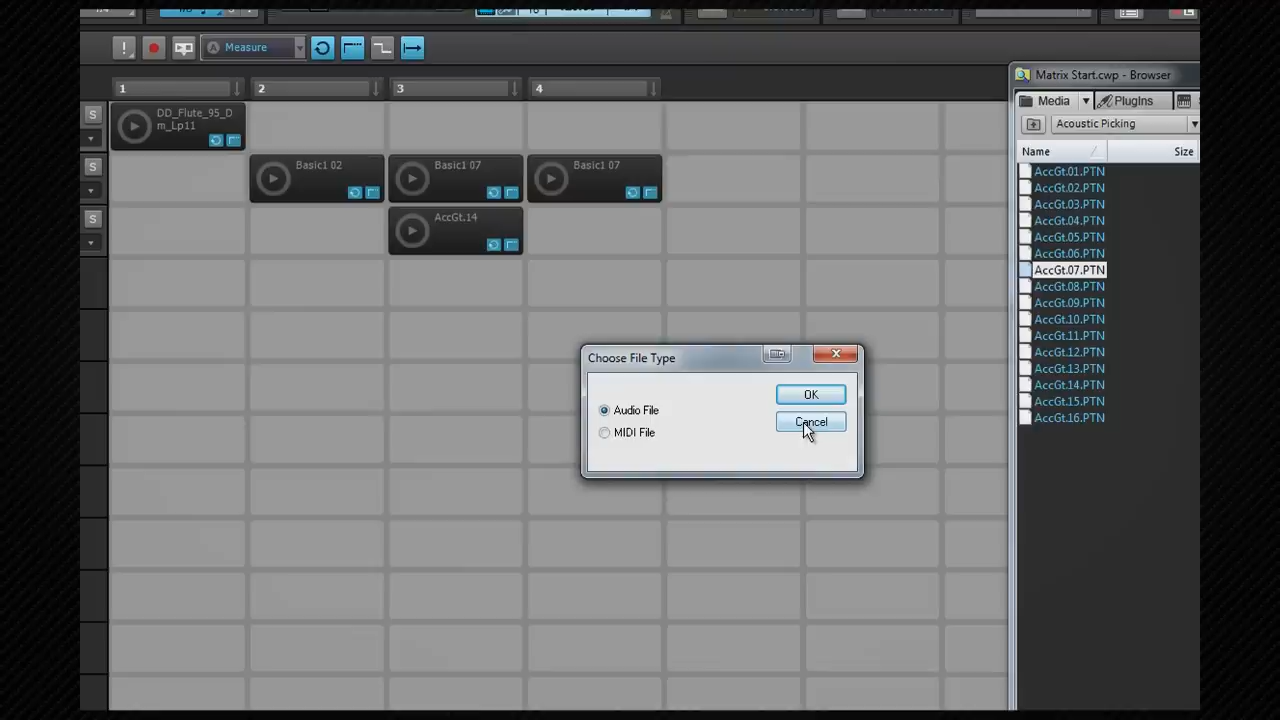 Measure
1 2 3 4
DD_Flute_95_D
m_Lp11
Basic1 02
Basic1 07
Basic1 07
AccGt.14
Choose File Type
Audio File
MIDI File
OK
Cancel
Matrix Start.cwp - Browser
Media
PlugIns
Acoustic Picking
Name
Size
AccGt.01.PTN
AccGt.02.PTN
AccGt.03.PTN
AccGt.04.PTN
AccGt.05.PTN
AccGt.06.PTN
AccGt.07.PTN
AccGt.08.PTN
AccGt.09.PTN
AccGt.10.PTN
AccGt.11.PTN
AccGt.12.PTN
AccGt.13.PTN
AccGt.14.PTN
AccGt.15.PTN
AccGt.16.PTN
S
S
S